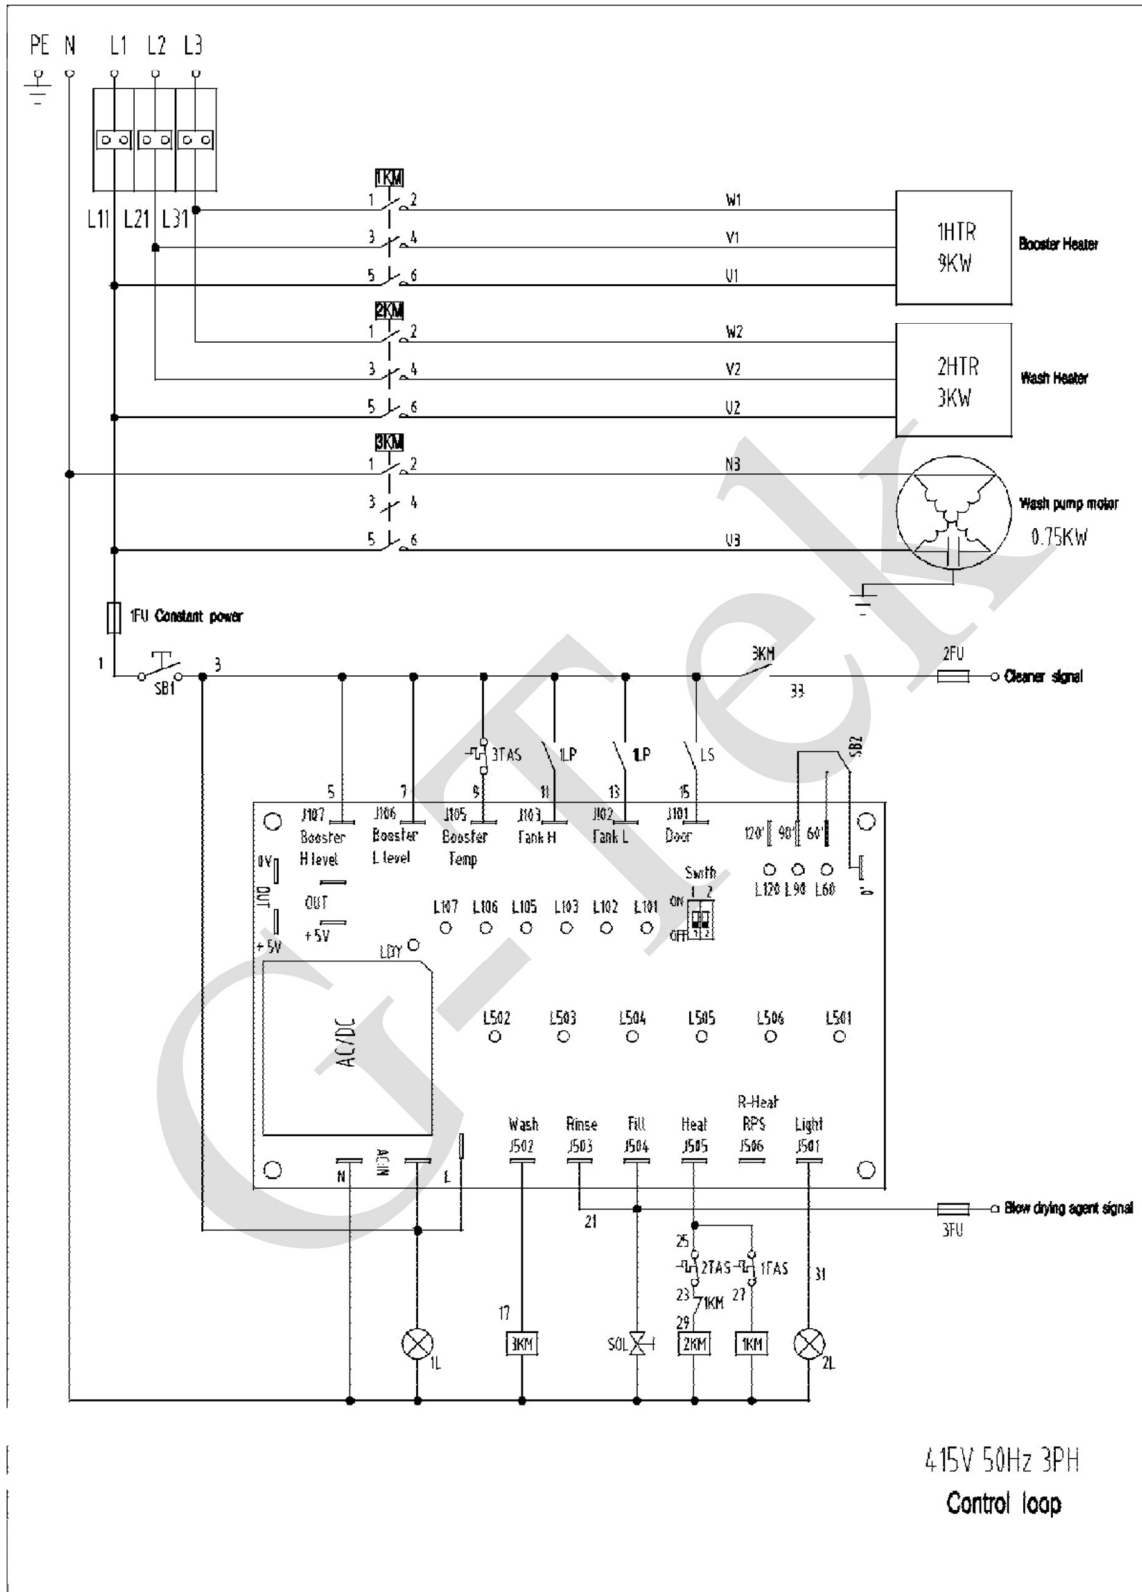 PE N L1 L2 L3
L11 L21 L31
1KM
1 2 W1
3 4 V1
5 6 U1
1HTR
9KW
Booster Heater
2KM
1 2 W2
3 4 V2
5 6 U2
2HTR
3KW
Wash Heater
3KM
1 2 N3
3 4
5 6 U3
Wash pump motor
0.75KW
1FU Constant power
1 SB1 3
3KM 33 2FU
Cleaner signal
3TAS 1LP 1LP LS SB2
5 7 9 11 13 15
J107 J106 J105 J103 J102 J101
Booster Booster Booster Tank H Tank L Door
H level L level Temp
120' 90' 60'
L120 L90 L60
0V OUT +5V
OUT
+5V
Swith
1 2
ON
OFF
1 2
L107 L106 L105 L103 L102 L101
LDY
AC/DC
L502 L503 L504 L505 L506 L501
R-Heat
Wash Rinse Fill Heat RPS Light
J502 J503 J504 J505 J506 J501
N AC-IN L
21
3FU
Blow drying agent signal
25
2TAS 1TAS
23 27 31
1KM
29
17
1L 3KM SOL 2KM 1KM 2L
415V 50Hz 3PH
Control loop
G-Tek